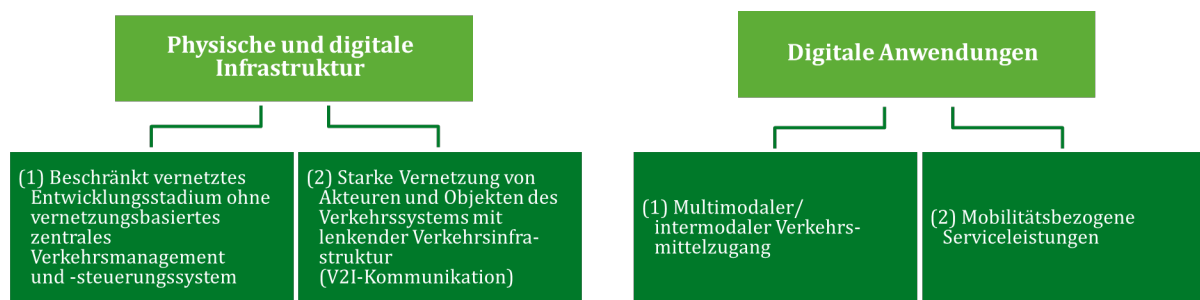 Physische und digitale
Infrastruktur
Digitale Anwendungen
(1) Beschränkt vernetztes
Entwicklungsstadium ohne
vernetzungsbasiertes
zentrales
Verkehrsmanagement
und -steuerungssystem
(2) Starke Vernetzung von
Akteuren und Objekten des
Verkehrssystems mit
lenkender Verkehrsinfra-
struktur
(V2I-Kommunikation)
(1) Multimodaler/
intermodaler Verkehrs-
mittelzugang
(2) Mobilitätsbezogene
Serviceleistungen